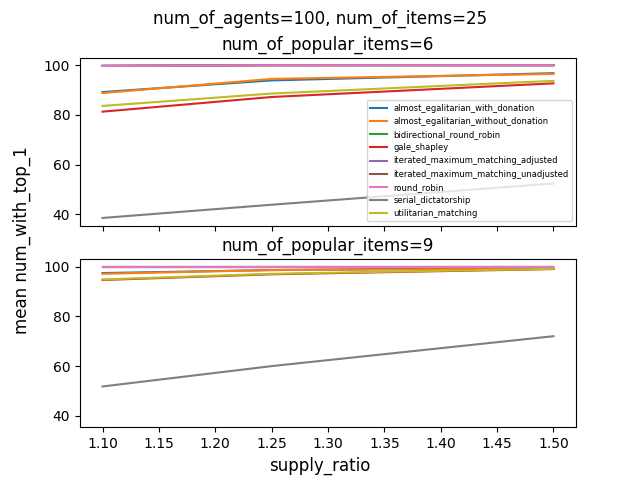 num_of_agents=100, num_of_items=25
num_of_popular_items=6
100
80
60
40
almost_egalitarian_with_donation
almost_egalitarian_without_donation
bidirectional_round_robin
gale_shapley
iterated_maximum_matching_adjusted
iterated_maximum_matching_unadjusted
round_robin
serial_dictatorship
utilitarian_matching
mean num_with_top_1
num_of_popular_items=9
100
80
60
40
1.10 1.15 1.20 1.25 1.30 1.35 1.40 1.45 1.50
supply_ratio